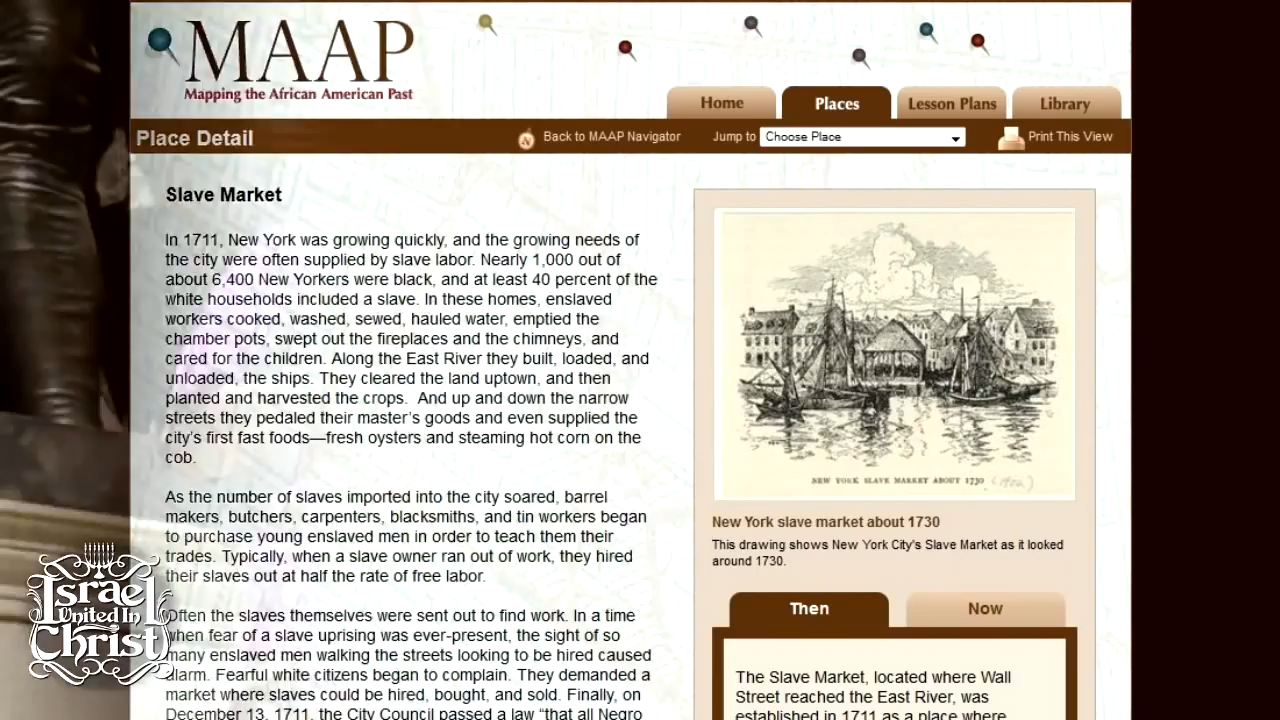 MAAP
Mapping the African American Past
Home
Places
Lesson Plans
Library
Place Detail
Back to MAAP Navigator
Jump to
Choose Place
Print This View
Slave Market
In 1711, New York was growing quickly, and the growing needs of
the city were often supplied by slave labor. Nearly 1,000 out of
about 6,400 New Yorkers were black, and at least 40 percent of the
white households included a slave. In these homes, enslaved
workers cooked, washed, sewed, hauled water, emptied the
chamber pots, swept out the fireplaces and the chimneys, and
cared for the children. Along the East River they built, loaded, and
unloaded, the ships. They cleared the land uptown, and then
planted and harvested the crops.  And up and down the narrow
streets they pedaled their master's goods and even supplied the
city's first fast foods—fresh oysters and steaming hot corn on the
cob.
As the number of slaves imported into the city soared, barrel
makers, butchers, carpenters, blacksmiths, and tin workers began
to purchase young enslaved men in order to teach them their
trades. Typically, when a slave owner ran out of work, they hired
their slaves out at half the rate of free labor.
Often the slaves themselves were sent out to find work. In a time
when fear of a slave uprising was ever-present, the sight of so
many enslaved men walking the streets looking to be hired caused
alarm. Fearful white citizens began to complain. They demanded a
market where slaves could be hired, bought, and sold. Finally, on
December 13, 1711, the City Council passed a law "that all Negro
NEW YORK SLAVE MARKET ABOUT 1730
New York slave market about 1730
This drawing shows New York City's Slave Market as it looked
around 1730.
Then
Now
The Slave Market, located where Wall
Street reached the East River, was
established in 1711 as a place where
Israel
United In
Christ